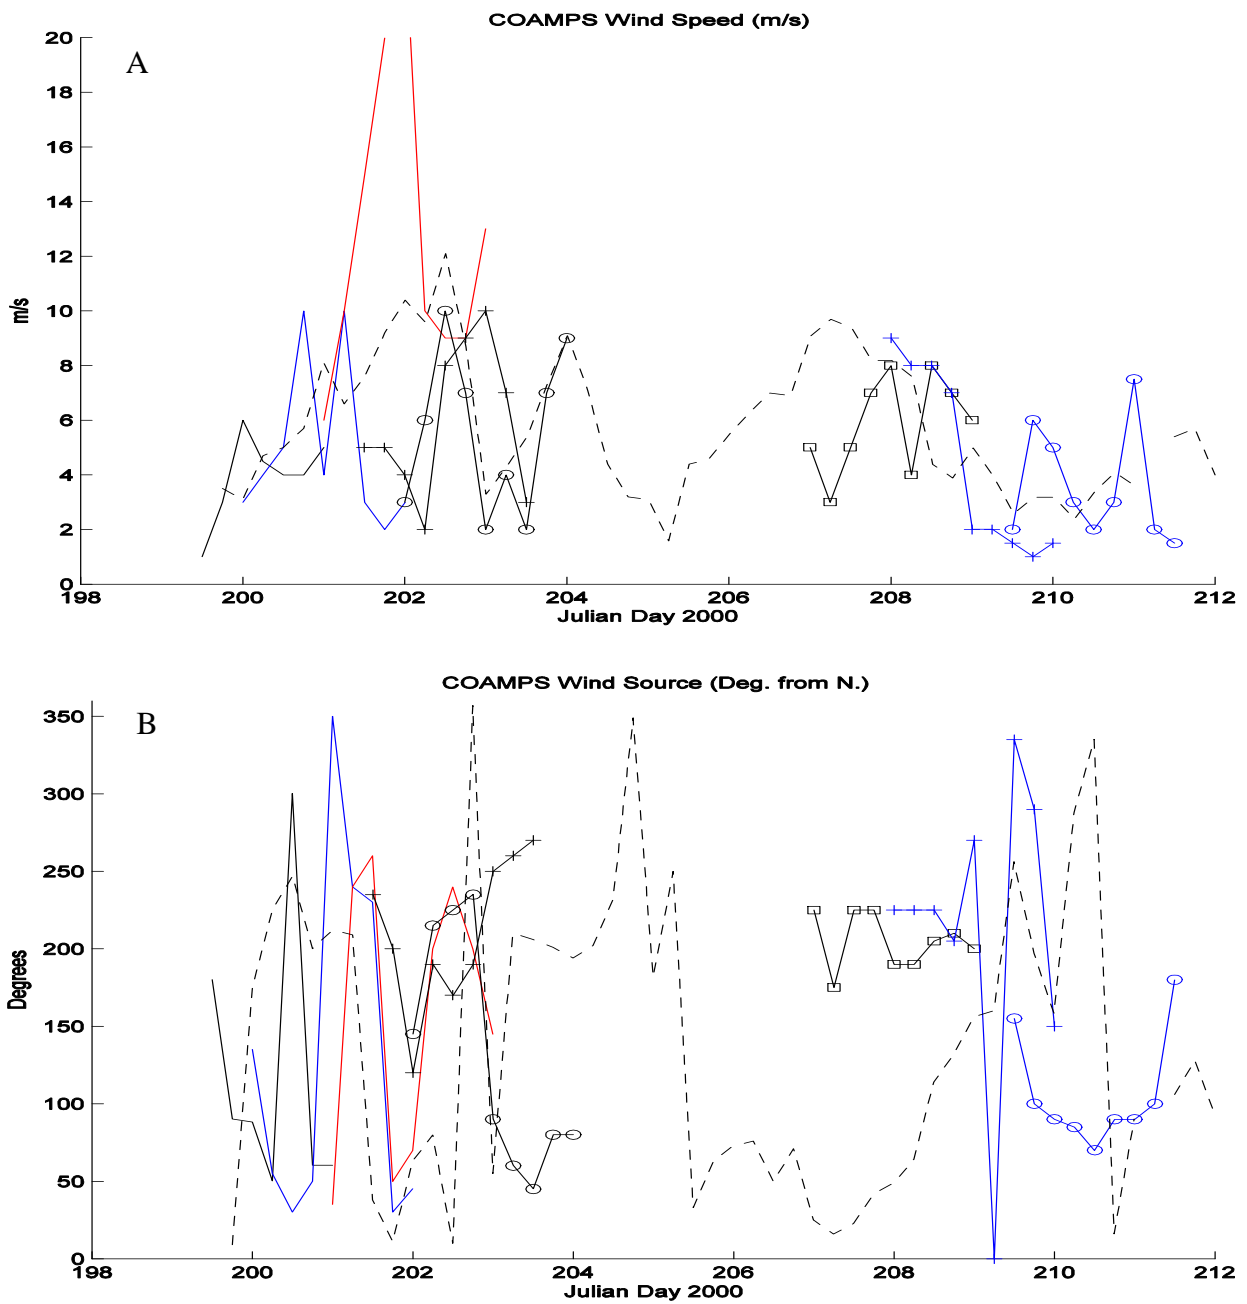 COAMPS Wind Speed (m/s)
A
20
18
16
14
12
10
8
6
4
2
0
m/s
198 200 202 204 206 208 210 212
Julian Day 2000
COAMPS Wind Source (Deg. from N.)
B
350
300
250
200
150
100
50
0
Degrees
198 200 202 204 206 208 210 212
Julian Day 2000